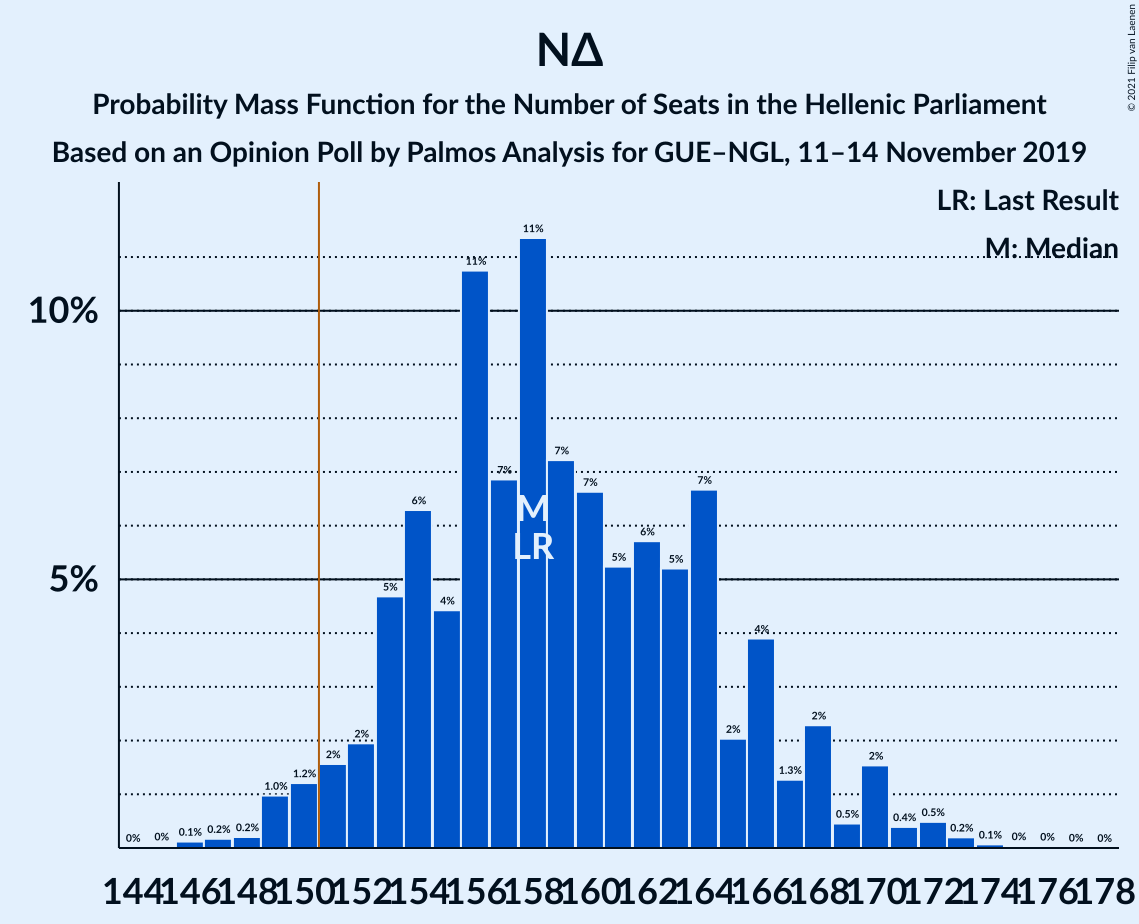 ΝΔ
Probability Mass Function for the Number of Seats in the Hellenic Parliament
Based on an Opinion Poll by Palmos Analysis for GUE–NGL, 11–14 November 2019
© 2021 Filip van Laenen
LR: Last Result
M: Median
10%
5%
0% 0% 0.1% 0.2% 0.2% 1.0% 1.2% 2% 2% 5% 6% 4% 11% 7% 11% 7% 7% 5% 6% 5% 7% 2% 4% 1.3% 2% 0.5% 2% 0.4% 0.5% 0.2% 0.1% 0% 0% 0% 0%
M
LR
144 146 148 150 152 154 156 158 160 162 164 166 168 170 172 174 176 178